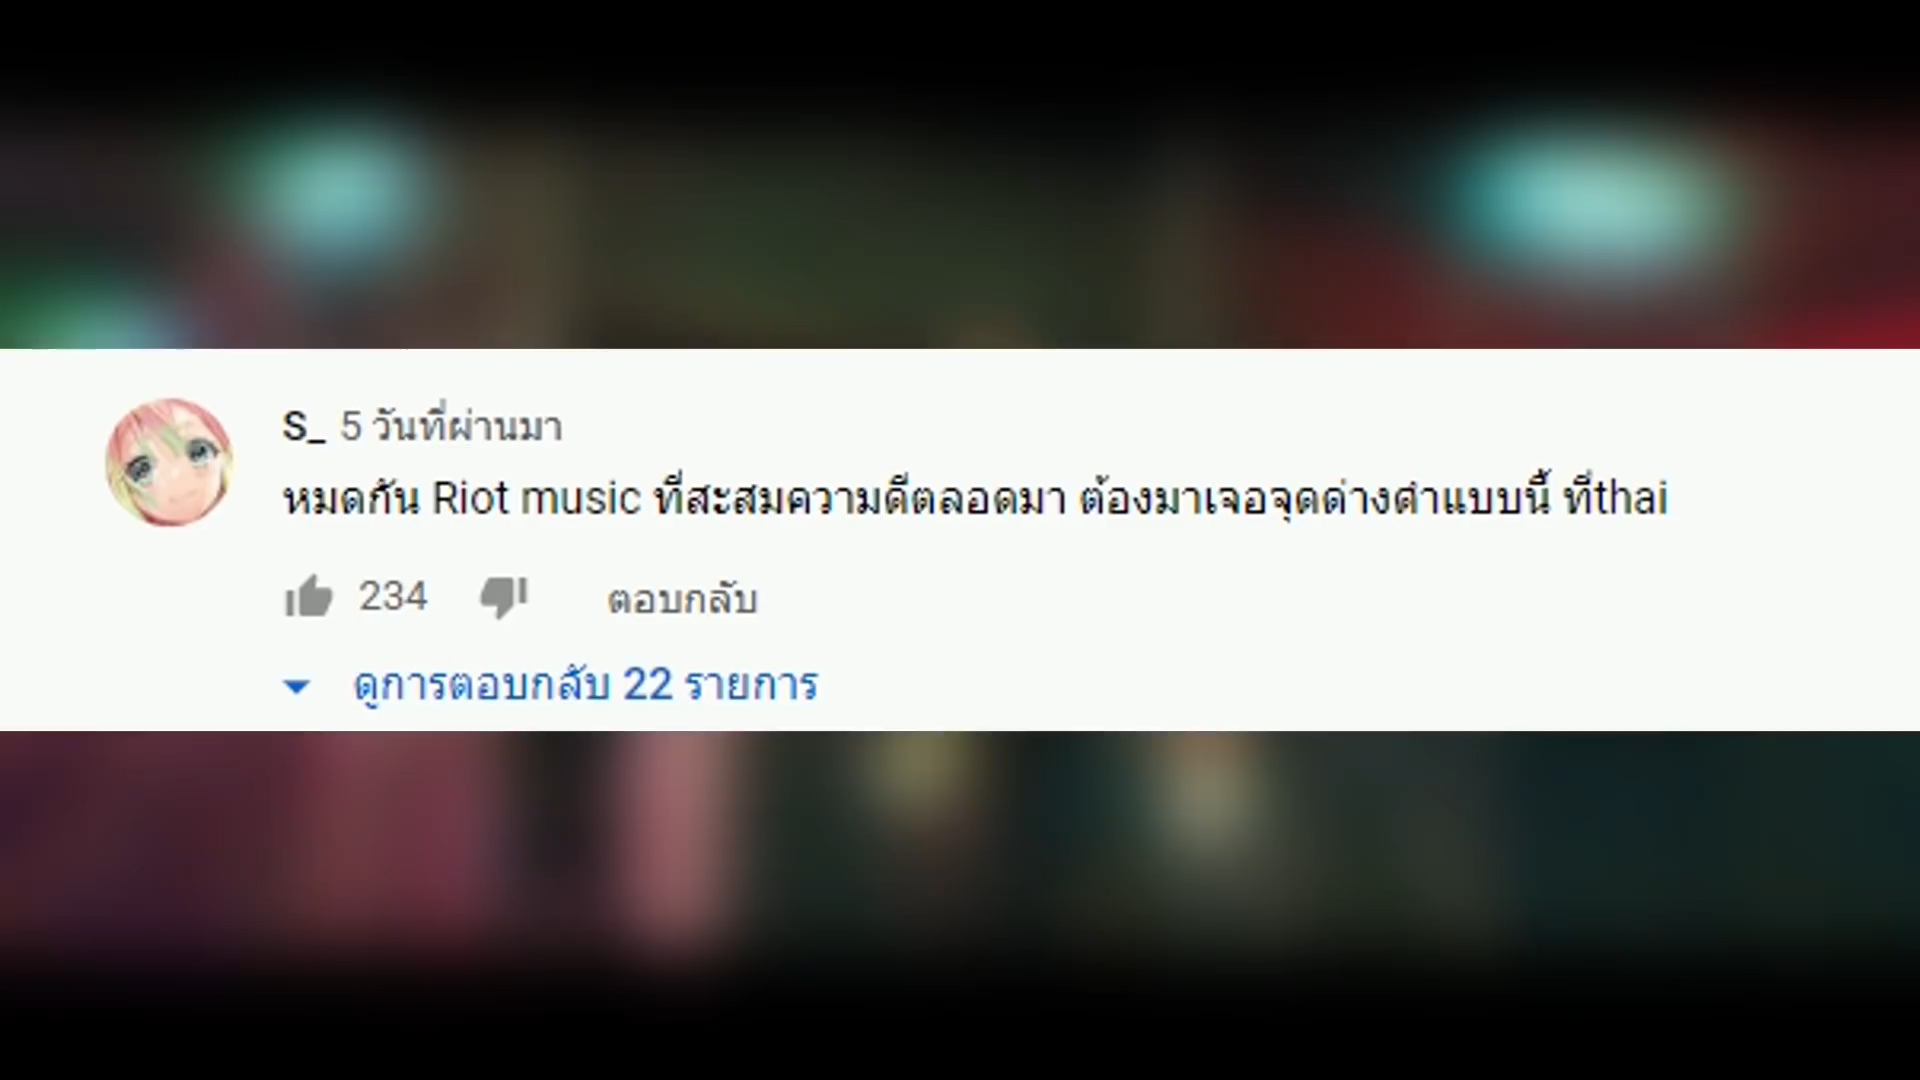 S_ 5 วันที่ผ่านมา
หมดกัน Riot music ที่สะสมความดีตลอดมา ต้องมาเจอจุดด่างดำแบบนี้ ที่thai
234 ตอบกลับ
ดูการตอบกลับ 22 รายการ